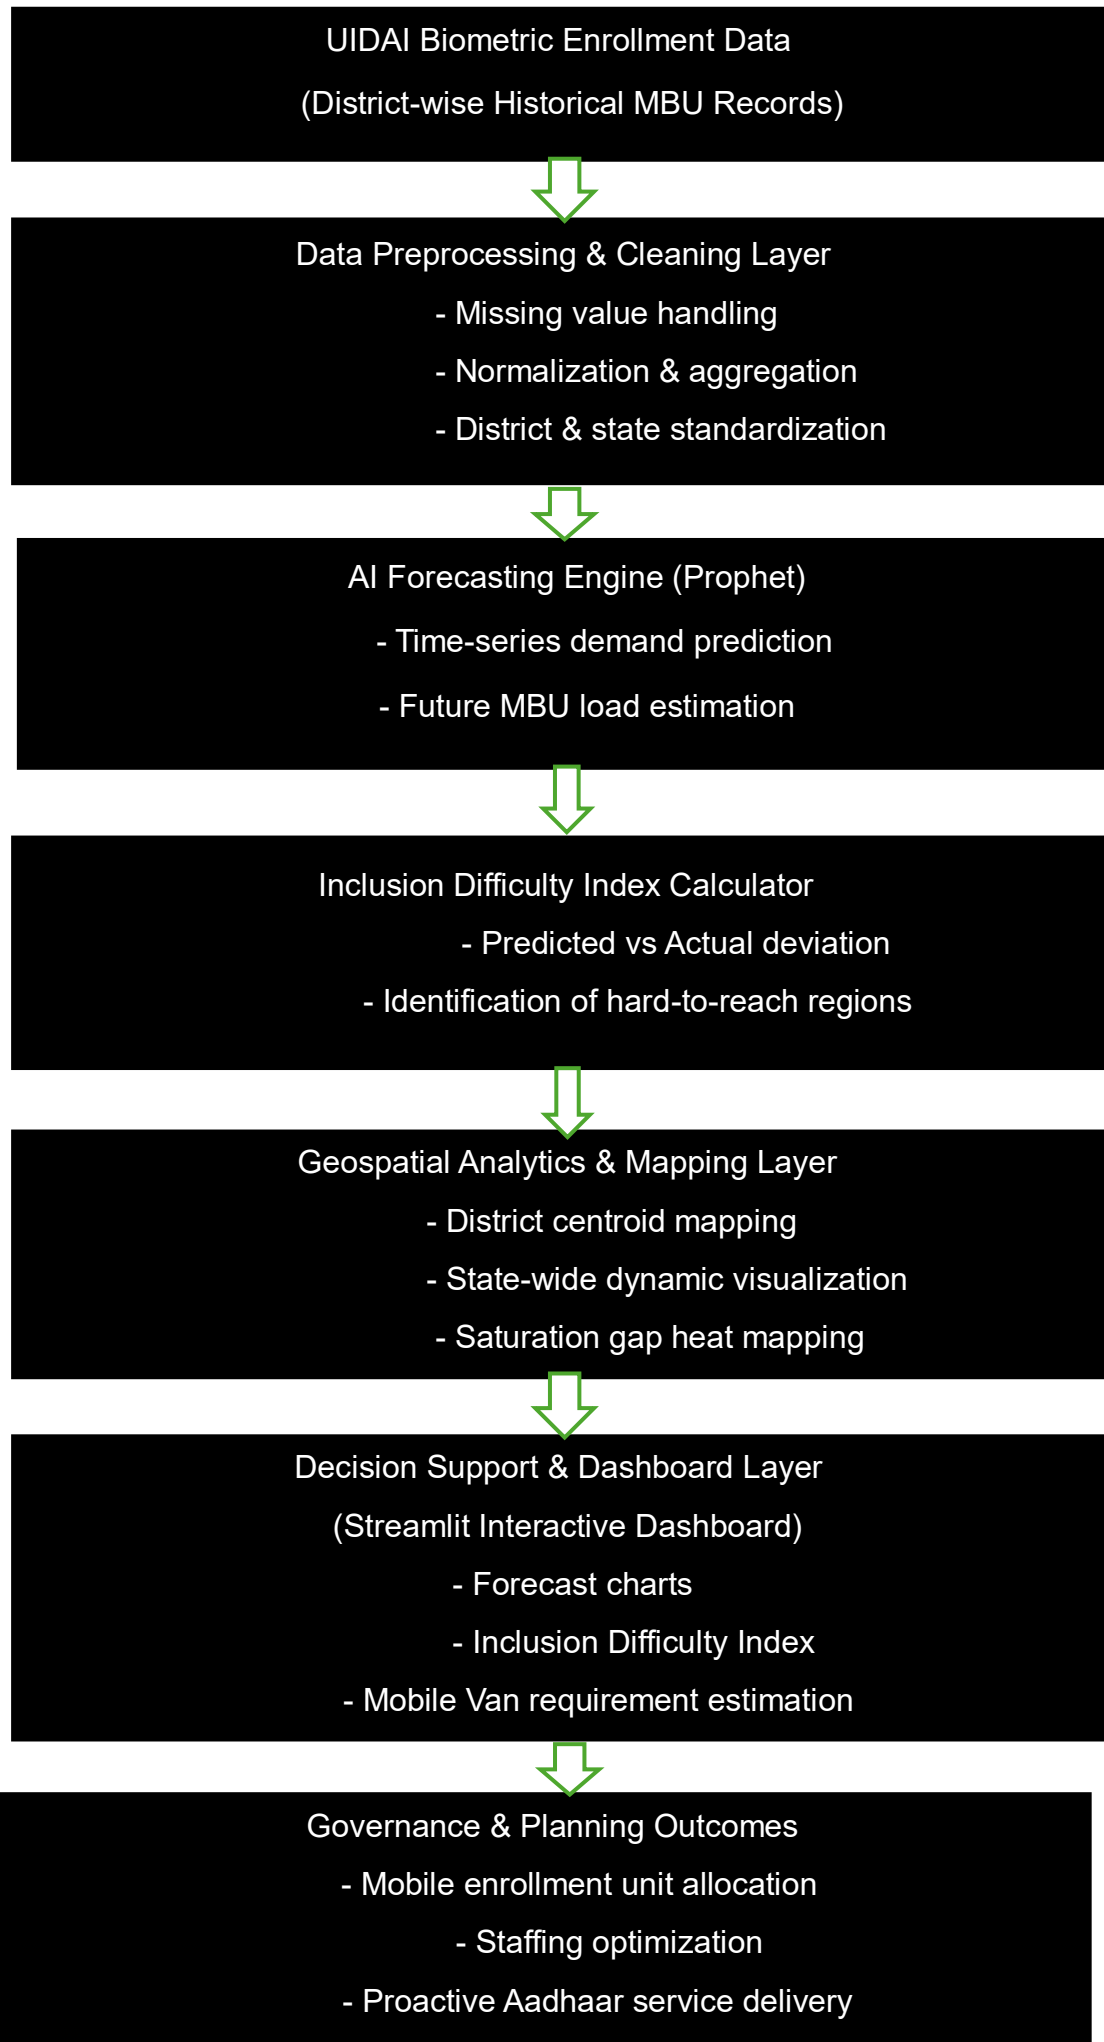 UIDAI Biometric Enrollment Data
(District-wise Historical MBU Records)
Data Preprocessing & Cleaning Layer
- Missing value handling
- Normalization & aggregation
- District & state standardization
AI Forecasting Engine (Prophet)
- Time-series demand prediction
- Future MBU load estimation
Inclusion Difficulty Index Calculator
- Predicted vs Actual deviation
- Identification of hard-to-reach regions
Geospatial Analytics & Mapping Layer
- District centroid mapping
- State-wide dynamic visualization
- Saturation gap heat mapping
Decision Support & Dashboard Layer
(Streamlit Interactive Dashboard)
- Forecast charts
- Inclusion Difficulty Index
- Mobile Van requirement estimation
Governance & Planning Outcomes
- Mobile enrollment unit allocation
- Staffing optimization
- Proactive Aadhaar service delivery